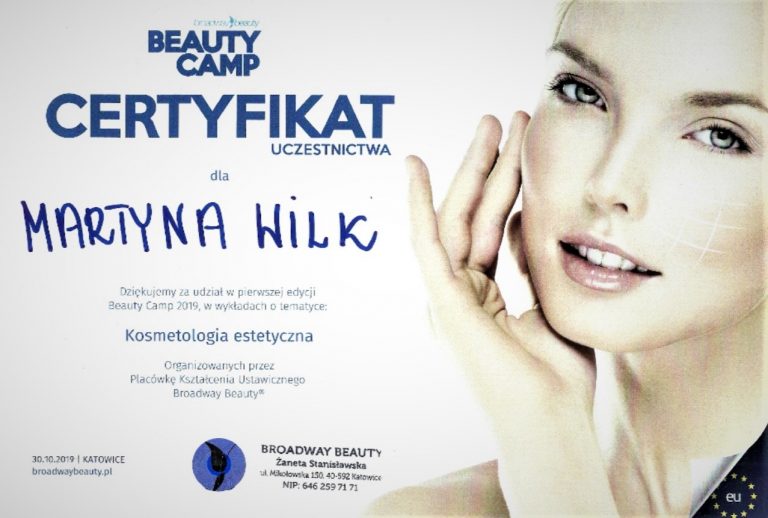 broadway beauty
BEAUTY
CAMP
CERTYFIKAT
UCZESTNICTWA
dla
MARTYNA WILK
Dziękujemy za udział w pierwszej edycji
Beauty Camp 2019, w wykładach o tematyce:
Kosmetologia estetyczna
Organizowanych przez
Placówkę Kształcenia Ustawicznego
Broadway Beauty®
30.10.2019 | KATOWICE
broadwaybeauty.pl
BROADWAY BEAUTY
Żaneta Stanisławska
ul. Mikołowska 150, 40-592 Katowice
NIP: 646 259 71 71
eu